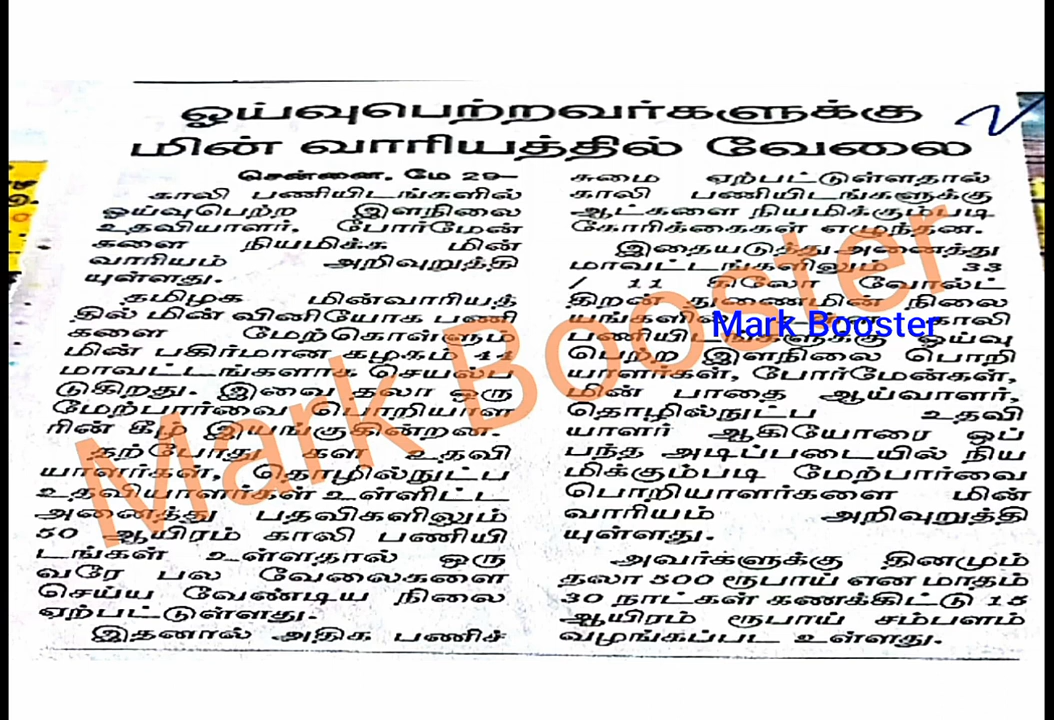 ஓய்வுபெற்றவர்களுக்கு
மின் வாரியத்தில் வேலை
சென்னை, மே 29–
காலி பணியிடங்களில்
ஓய்வுபெற்ற இளநிலை
உதவியாளர், போர்மேன்
களை நியமிக்க மின்
வாரியம் அறிவுறுத்தி
யுள்ளது.
தமிழக மின்வாரியத்
தில் மின் வினியோக பணி
களை மேற்கொள்ளும்
மின் பகிர்மான கழகம் 44
மாவட்டங்களாக செயல்ப
டுகிறது. இவை தலா ஒரு
மேற்பார்வை பொறியாள
ரின் கீழ் இயங்குகின்றன.
தற்போது கள உதவி
யாளர்கள், தொழில்நுட்ப
உதவியாளர்கள் உள்ளிட்ட
அனைத்து பதவிகளிலும்
50 ஆயிரம் காலி பணியி
டங்கள் உள்ளதால் ஒரு
வரே பல வேலைகளை
செய்ய வேண்டிய நிலை
ஏற்பட்டுள்ளது.
இதனால் அதிக பணிச்
சுமை ஏற்பட்டுள்ளதால்
காலி பணியிடங்களுக்கு
ஆட்களை நியமிக்கும்படி
கோரிக்கைகள் எழுந்தன.
இதையடுத்து அனைத்து
மாவட்டங்களிலும் 33
/ 11 கிலோ வோல்ட்
திறன் துணைமின் நிலை
யங்களில் உள்ள காலி
பணியிடங்களுக்கு ஓய்வு
பெற்ற இளநிலை பொறி
யாளர்கள், போர்மேன்கள்,
மின் பாதை ஆய்வாளர்,
தொழில்நுட்ப உதவி
யாளர் ஆகியோரை ஒப்
பந்த அடிப்படையில் நிய
மிக்கும்படி மேற்பார்வை
பொறியாளர்களை மின்
வாரியம் அறிவுறுத்தி
யுள்ளது.
அவர்களுக்கு தினமும்
தலா 500 ரூபாய் என மாதம்
30 நாட்கள் கணக்கிட்டு 15
ஆயிரம் ரூபாய் சம்பளம்
வழங்கப்பட உள்ளது.
Mark Booster
Mark Booster